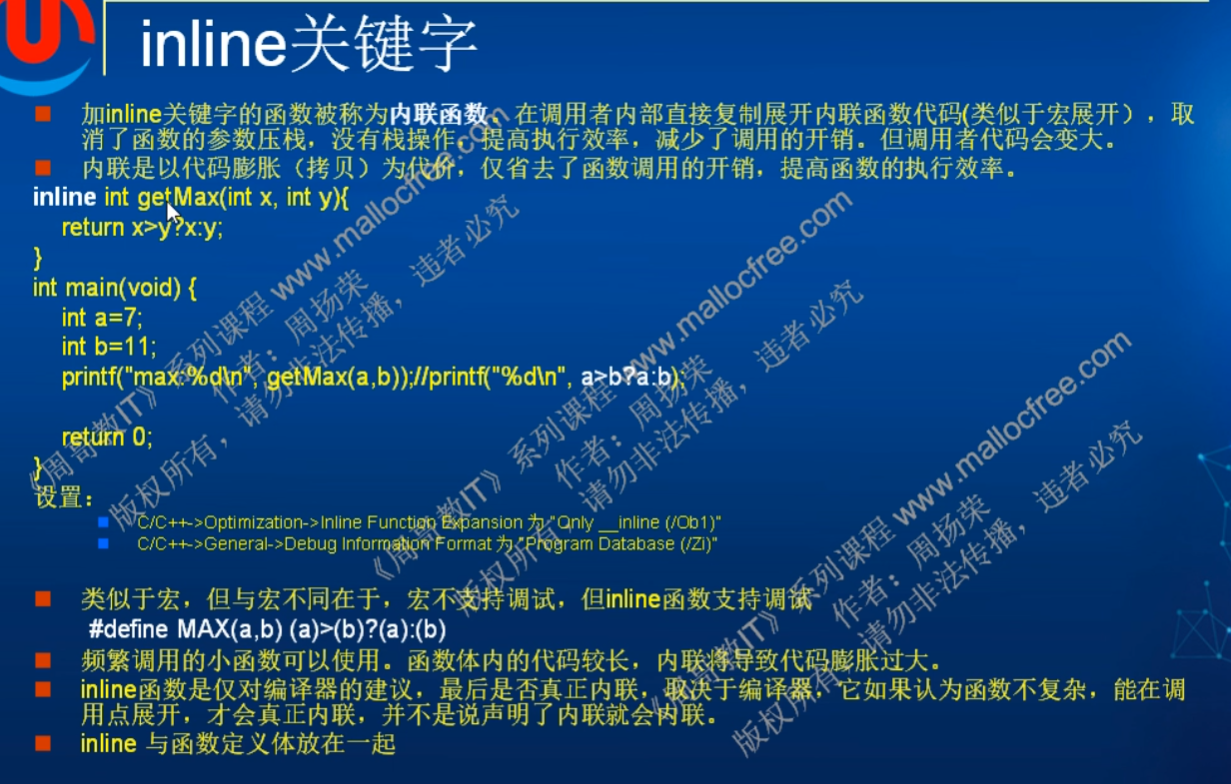 inline关键字
加inline关键字的函数被称为内联函数，在调用者内部直接复制展开内联函数代码(类似于宏展开），取
消了函数的参数压栈，没有栈操作，提高执行效率，减少了调用的开销。但调用者代码会变大。
内联是以代码膨胀（拷贝）为代价，仅省去了函数调用的开销，提高函数的执行效率。
inline int getMax(int x, int y){
return x>y?x:y;
}
int main(void) {
int a=7;
int b=11;
printf("max:%d\n", getMax(a,b));//printf("%d\n", a>b?a:b);
return 0;
}
设置：
C/C++->Optimization->Inline Function Expansion 为 "Only __inline (/Ob1)"
C/C++->General->Debug Information Format 为 "Program Database (/Zi)"
类似于宏，但与宏不同在于，宏不支持调试，但inline函数支持调试
#define MAX(a,b) (a)>(b)?(a):(b)
频繁调用的小函数可以使用。函数体内的代码较长，内联将导致代码膨胀过大。
inline函数是仅对编译器的建议，最后是否真正内联，取决于编译器，它如果认为函数不复杂，能在调
用点展开，才会真正内联，并不是说声明了内联就会内联。
inline 与函数定义体放在一起
《周哥教IT》系列课程 www.mallocfree.com
作者：周扬荣
版权所有，请勿非法传播，违者必究
《周哥教IT》系列课程 www.mallocfree.com
作者：周扬荣
版权所有，请勿非法传播，违者必究
《周哥教IT》系列课程 www.mallocfree.com
作者：周扬荣
版权所有，请勿非法传播，违者必究